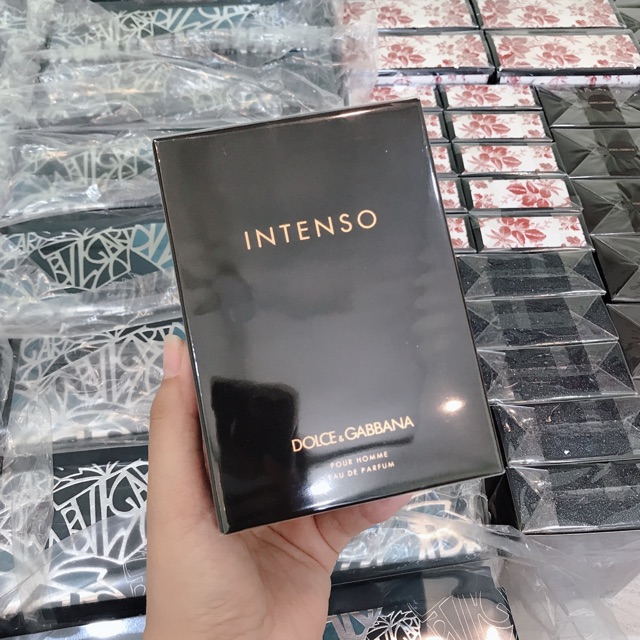 INTENSO
DOLCE & GABBANA
POUR HOMME
EAU DE PARFUM